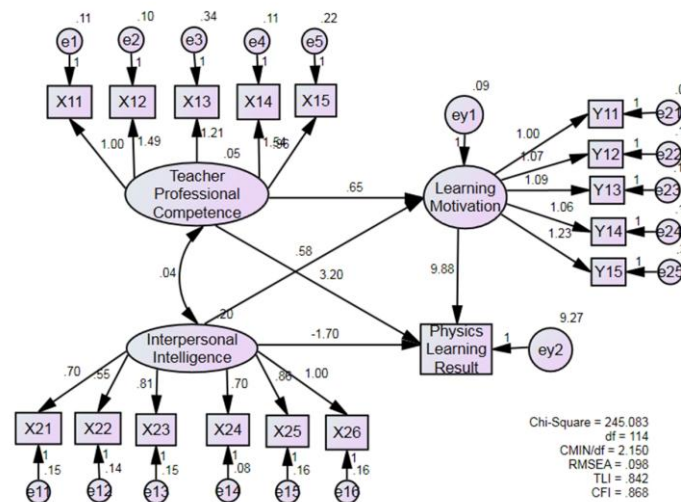 .11 .10 .34 .11 .22
e1 e2 e3 e4 e5
1 1 1 1 1
X11 X12 X13 X14 X15
1.00 1.49 1.21
.05
Teacher
Professional
Competence
.09
ey1
1
Learning
Motivation
1.00 Y11 1 e21
1.07 Y12 1 e22
1.09 Y13 1 e23
1.06 Y14 1 e24
1.23 Y15 1 e25
.65
.58
3.20
.04
9.88
-1.70
.20
Interpersonal
Intelligence
Physics
Learning
Result
1
9.27
ey2
.70 .55 .81 .70 .86 1.00
X21 X22 X23 X24 X25 X26
1 1 1 1 1 1
.15 .14 .15 .08 .16 .16
e11 e12 e13 e14 e15 e16
Chi-Square = 245.083
df = 114
CMIN/df = 2.150
RMSEA = .098
TLI = .842
CFI = .868